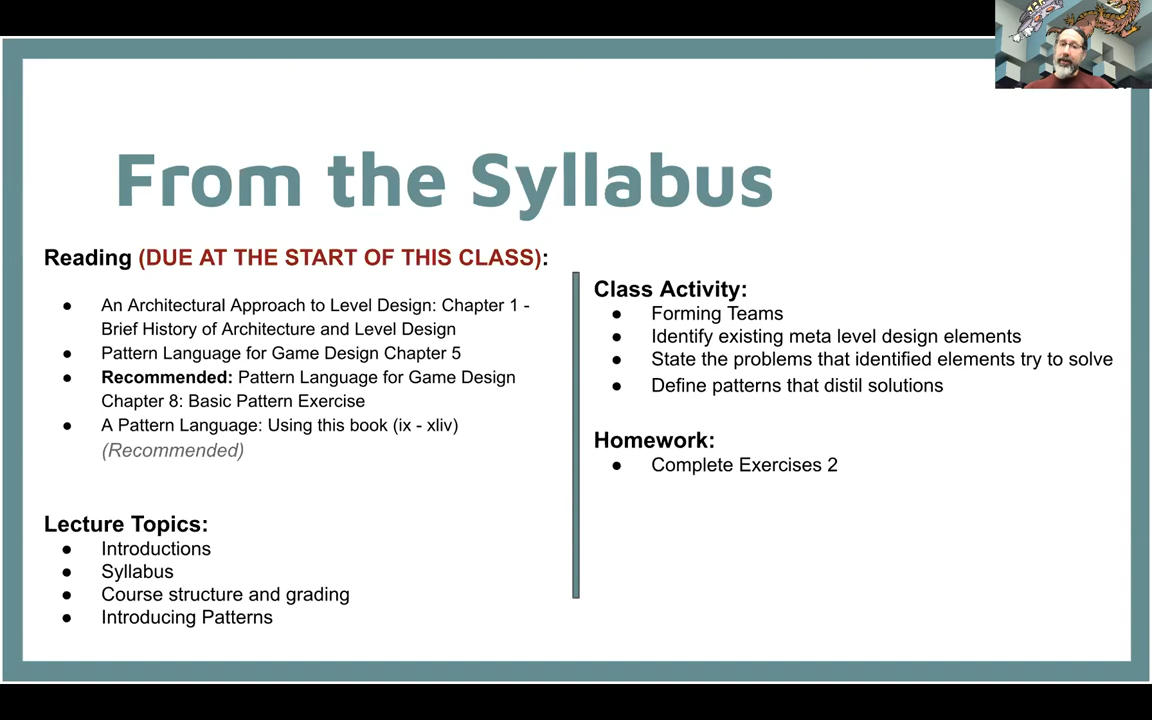 From the Syllabus
Reading (DUE AT THE START OF THIS CLASS):
● An Architectural Approach to Level Design: Chapter 1 -
Brief History of Architecture and Level Design
● Pattern Language for Game Design Chapter 5
● Recommended: Pattern Language for Game Design
Chapter 8: Basic Pattern Exercise
● A Pattern Language: Using this book (ix - xliv)
(Recommended)
Lecture Topics:
● Introductions
● Syllabus
● Course structure and grading
● Introducing Patterns
Class Activity:
● Forming Teams
● Identify existing meta level design elements
● State the problems that identified elements try to solve
● Define patterns that distil solutions
Homework:
● Complete Exercises 2